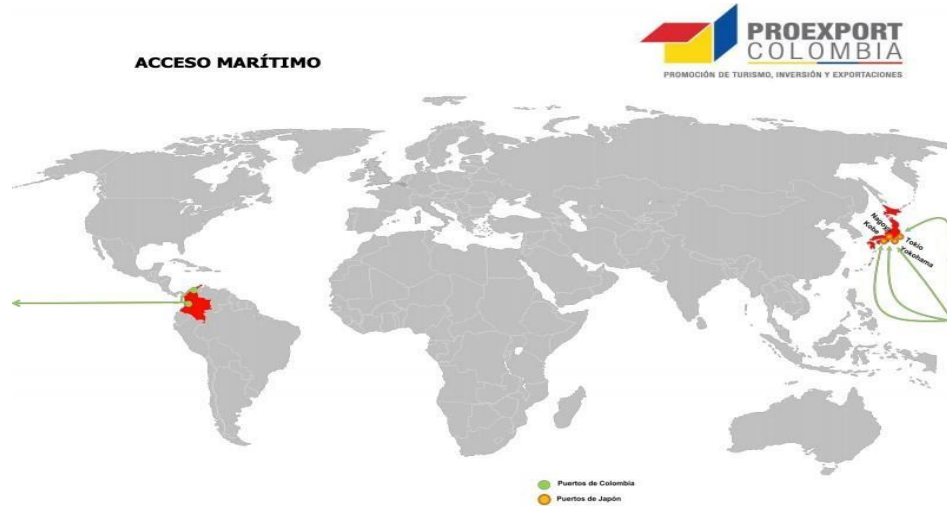 PROEXPORT
COLOMBIA
PROMOCIÓN DE TURISMO, INVERSIÓN Y EXPORTACIONES
ACCESO MARÍTIMO
Kobe
Tokio
Yokohama
Puertos de Colombia
Puertos de Japón